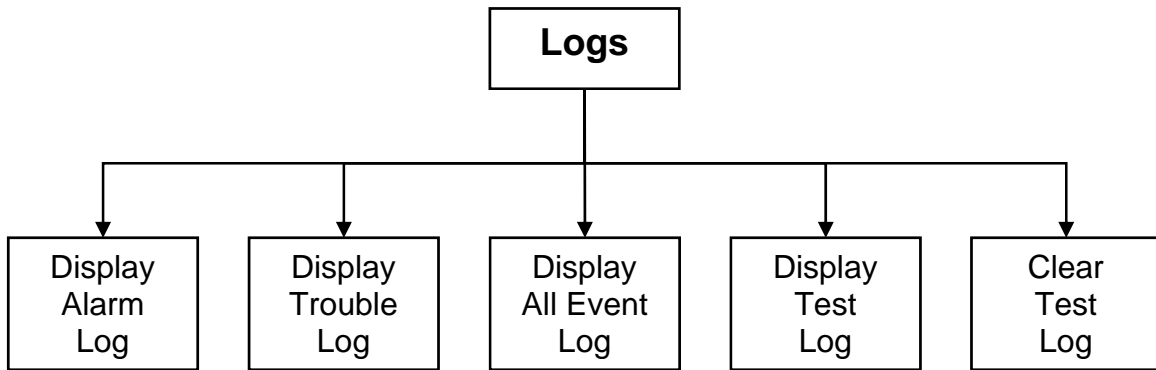 Logs
Display
Alarm
Log
Display
Trouble
Log
Display
All Event
Log
Display
Test
Log
Clear
Test
Log